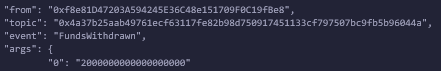 "from": "0xf8e81D47203A594245E36C48e151709F0C19fBe8",
"topic": "0x4a37b25aab49761ecf63117fe82b98d750917451133cf797507bc9fb5b96044a",
"event": "FundsWithdrawn",
"args": {
"0": "2000000000000000000"